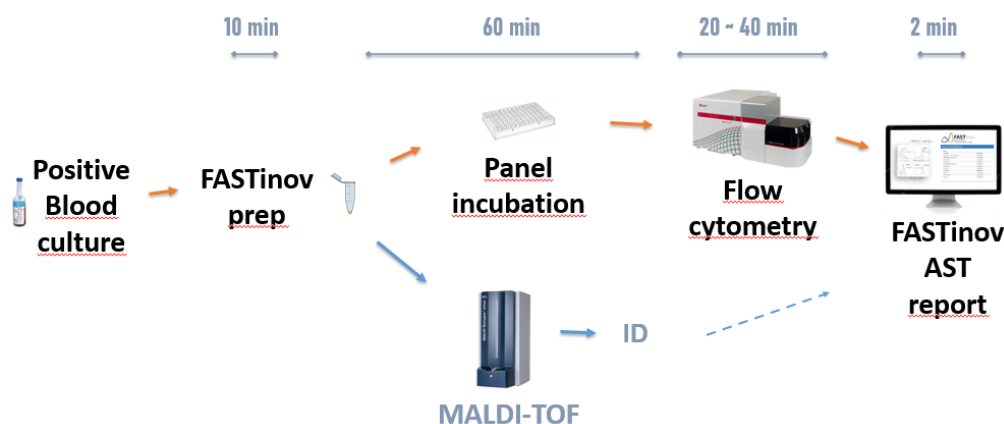 10 min
60 min
20 ~ 40 min
2 min
Positive
Blood
culture
FASTinov
prep
Panel
incubation
Flow
cytometry
FASTinov
AST
report
ID
MALDI-TOF